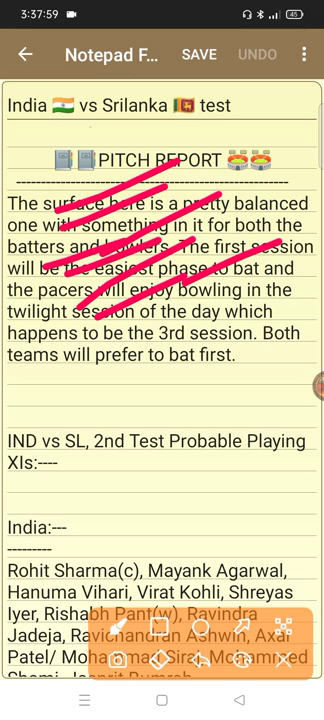 3:37:59
45
Notepad F...
SAVE
UNDO
India 🇮🇳 vs Srilanka 🇱🇰 test
PITCH REPORT
----------------------------------------------------
The surface here is a pretty balanced
one with something in it for both the
batters and bowlers. The first session
will be the easiest phase to bat and
the pacers will enjoy bowling in the
twilight session of the day which
happens to be the 3rd session. Both
teams will prefer to bat first.
IND vs SL, 2nd Test Probable Playing
XIs:----
India:---
---------
Rohit Sharma(c), Mayank Agarwal,
Hanuma Vihari, Virat Kohli, Shreyas
Iyer, Rishabh Pant(w), Ravindra
Jadeja, Ravichandran Ashwin, Axar
Patel/ Mohammad Siraj, Mohammed
Shami, Jasprit Bumrah